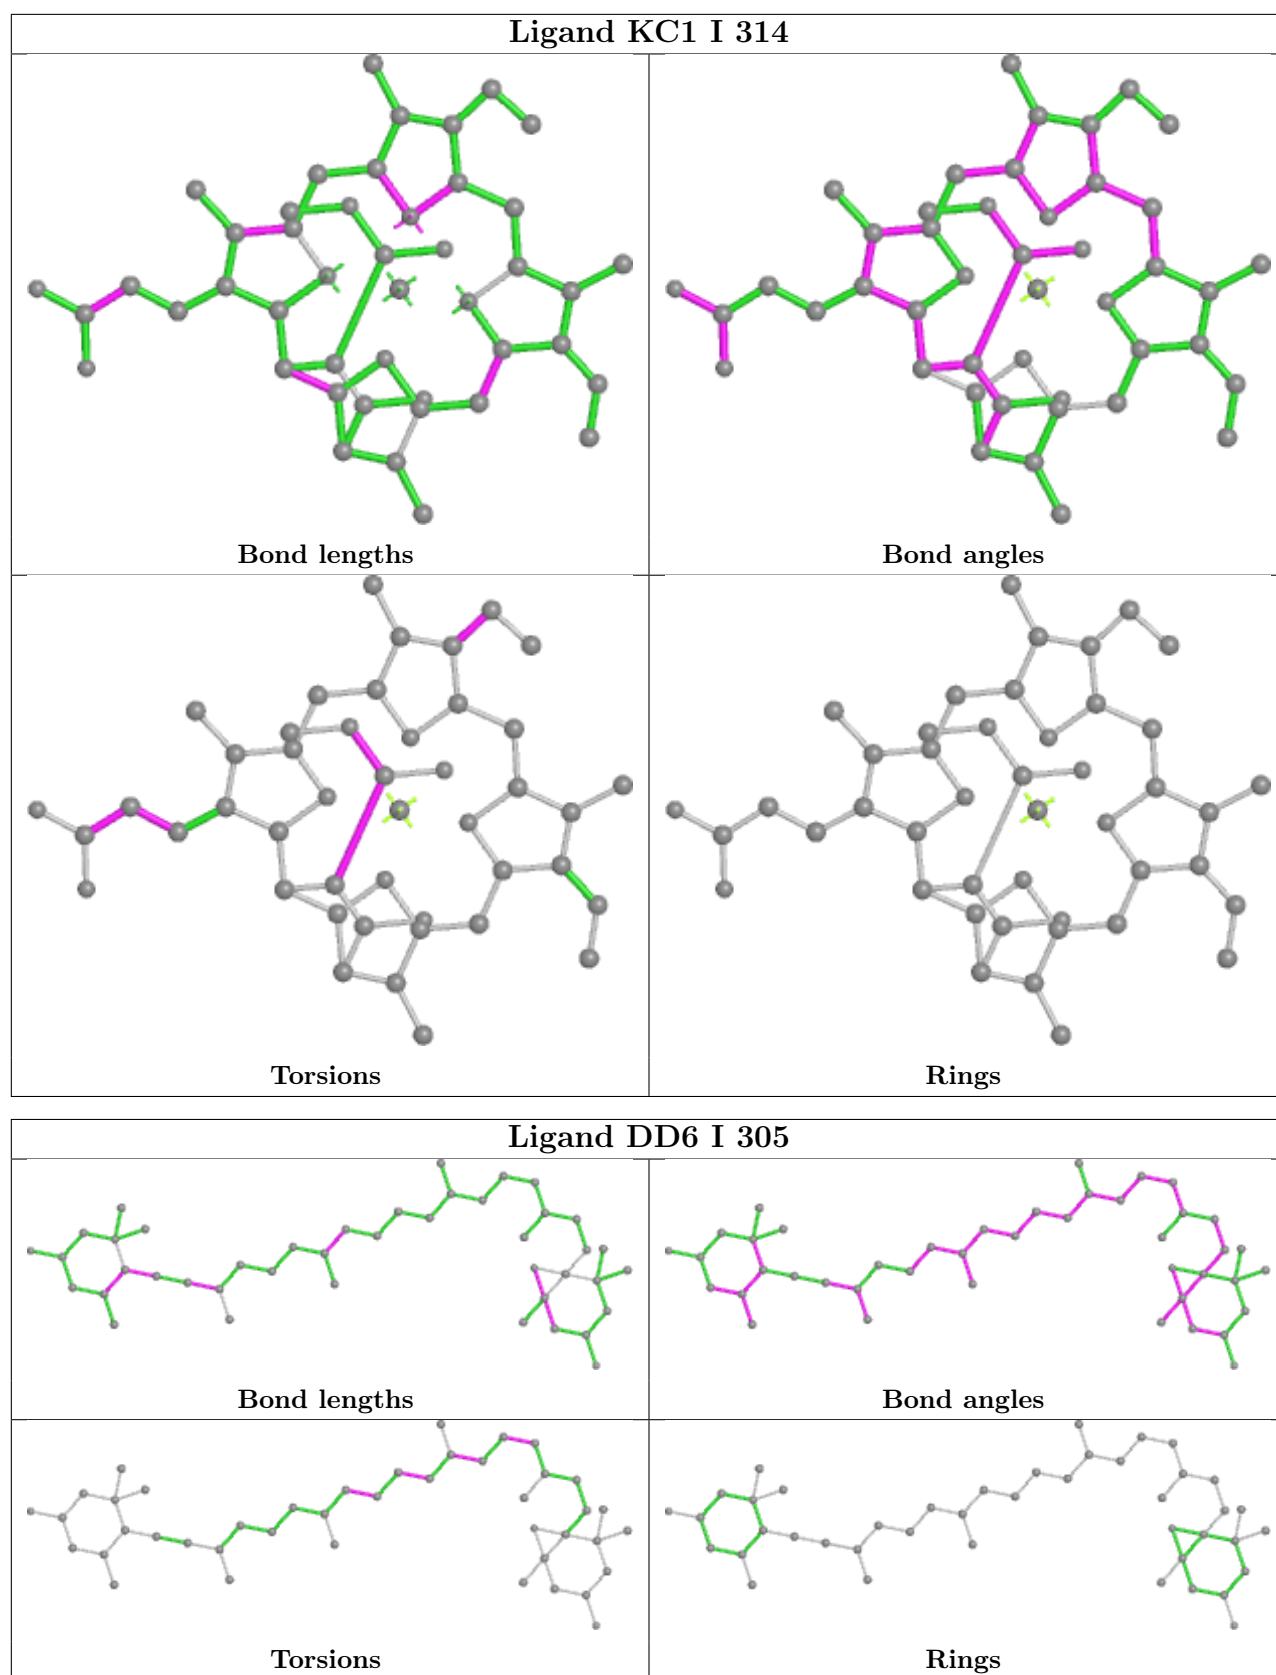 Ligand KC1 I 314
Bond lengths
Bond angles
Torsions
Rings
Ligand DD6 I 305
Bond lengths
Bond angles
Torsions
Rings